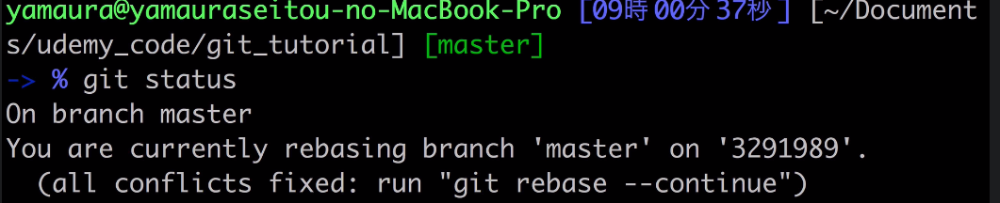 yamaura@yamauraseitou-no-MacBook-Pro [09時00分37秒] [~/Document
s/udemy_code/git_tutorial] [master]
-> % git status
On branch master
You are currently rebasing branch 'master' on '3291989'.
  (all conflicts fixed: run "git rebase --continue")